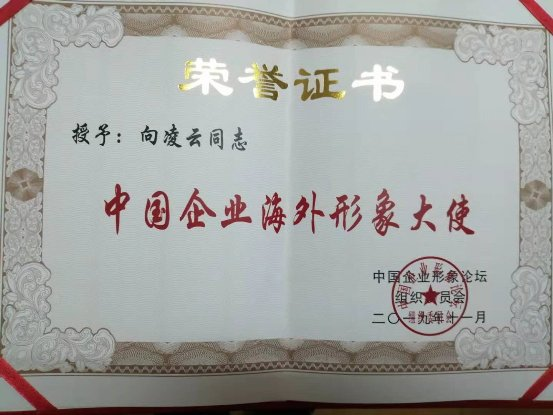 荣誉证书
授予：向凌云同志
中国企业海外形象大使
中国企业形象论坛
组织委员会
二〇一九年十一月